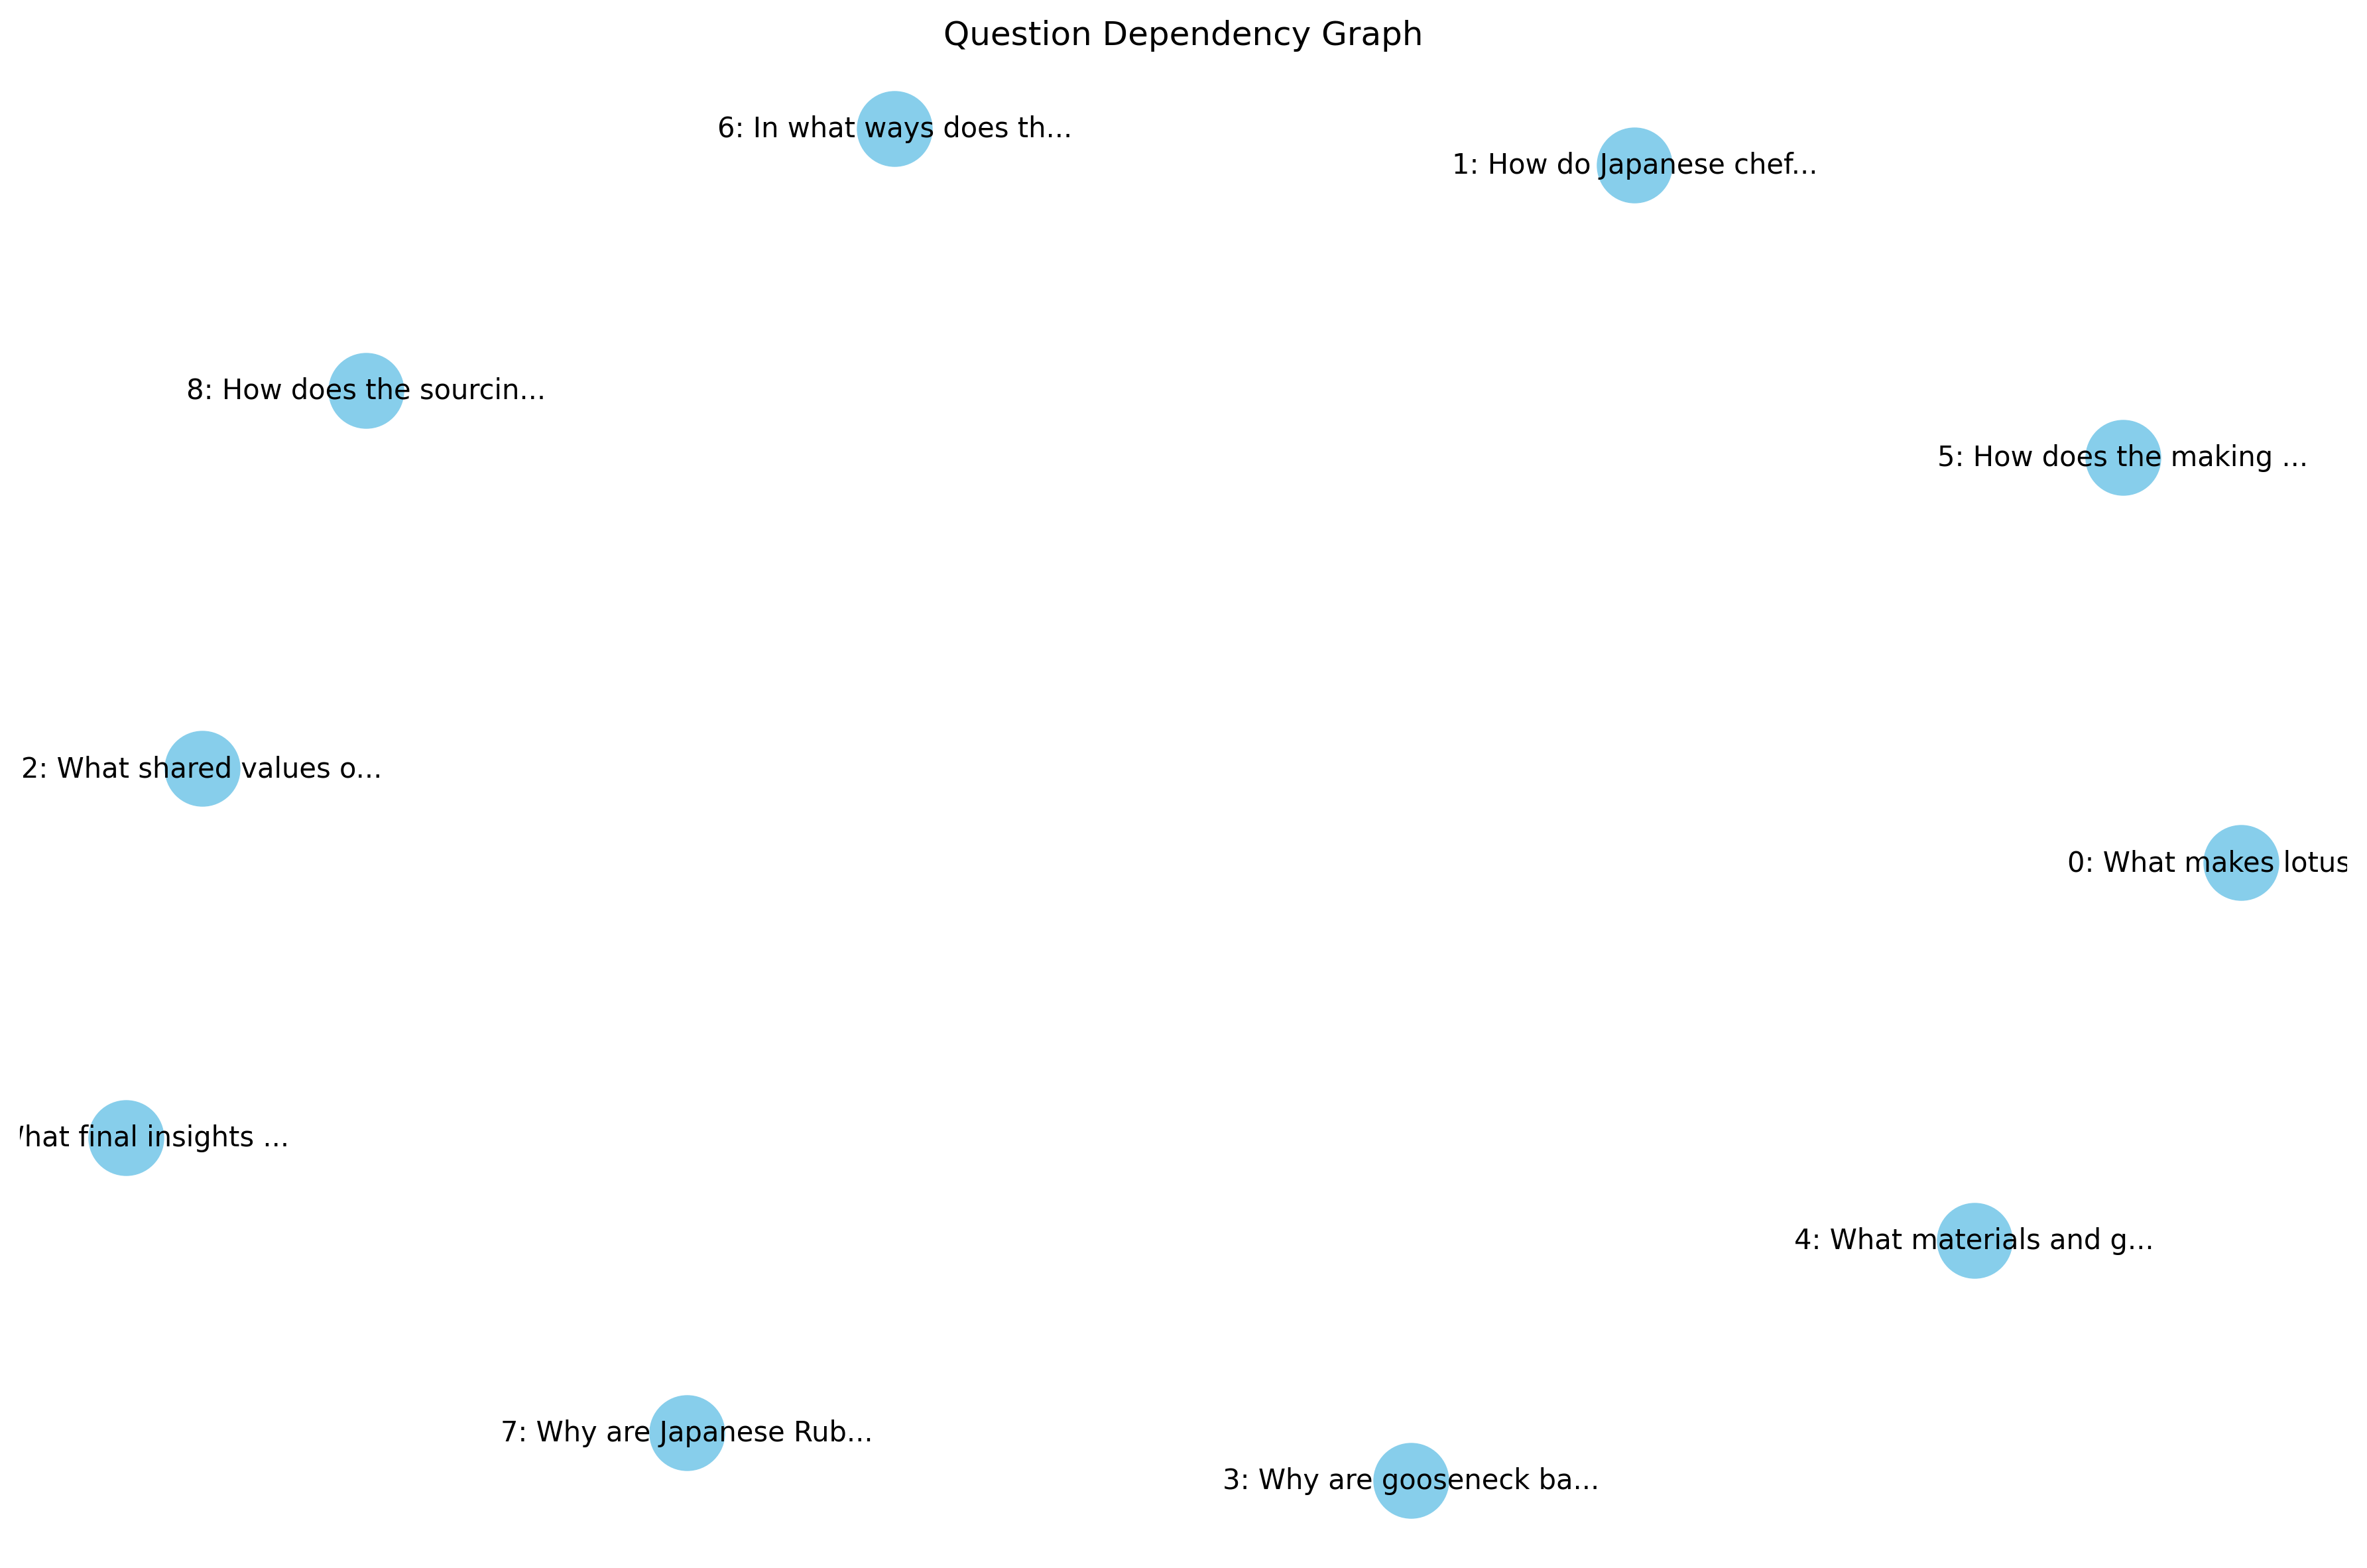 Question Dependency Graph
6: In what ways does th...
1: How do Japanese chef...
8: How does the sourcin...
5: How does the making ...
2: What shared values o...
0: What makes lotus
hat final insights ...
4: What materials and g...
7: Why are Japanese Rub...
3: Why are gooseneck ba...